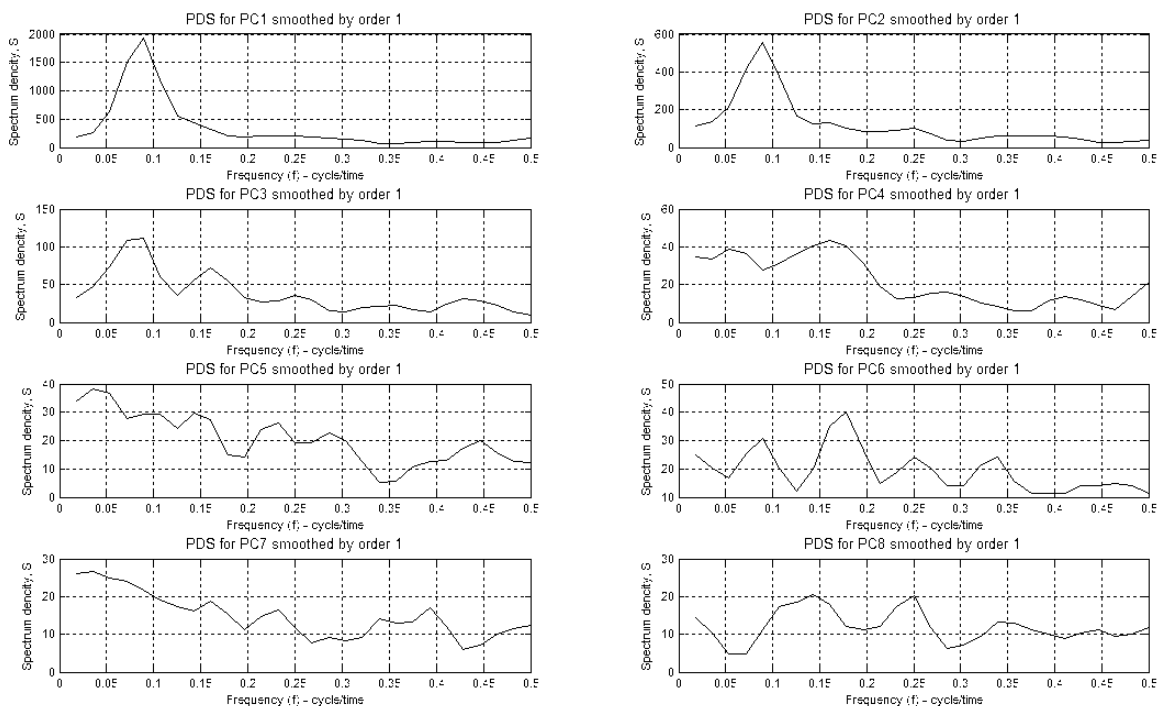 PDS for PC1 smoothed by order 1
Spectrum dencity, S
2000
1500
1000
500
0
0 0.05 0.1 0.15 0.2 0.25 0.3 0.35 0.4 0.45 0.5
Frequency (f) - cycle/time
PDS for PC2 smoothed by order 1
Spectrum dencity, S
600
400
200
0
0 0.05 0.1 0.15 0.2 0.25 0.3 0.35 0.4 0.45 0.5
Frequency (f) - cycle/time
PDS for PC3 smoothed by order 1
Spectrum dencity, S
150
100
50
0
0 0.05 0.1 0.15 0.2 0.25 0.3 0.35 0.4 0.45 0.5
Frequency (f) - cycle/time
PDS for PC4 smoothed by order 1
Spectrum dencity, S
60
40
20
0
0 0.05 0.1 0.15 0.2 0.25 0.3 0.35 0.4 0.45 0.5
Frequency (f) - cycle/time
PDS for PC5 smoothed by order 1
Spectrum dencity, S
40
30
20
10
0
0 0.05 0.1 0.15 0.2 0.25 0.3 0.35 0.4 0.45 0.5
Frequency (f) - cycle/time
PDS for PC6 smoothed by order 1
Spectrum dencity, S
50
40
30
20
10
0 0.05 0.1 0.15 0.2 0.25 0.3 0.35 0.4 0.45 0.5
Frequency (f) - cycle/time
PDS for PC7 smoothed by order 1
Spectrum dencity, S
30
20
10
0
0 0.05 0.1 0.15 0.2 0.25 0.3 0.35 0.4 0.45 0.5
Frequency (f) - cycle/time
PDS for PC8 smoothed by order 1
Spectrum dencity, S
30
20
10
0
0 0.05 0.1 0.15 0.2 0.25 0.3 0.35 0.4 0.45 0.5
Frequency (f) - cycle/time